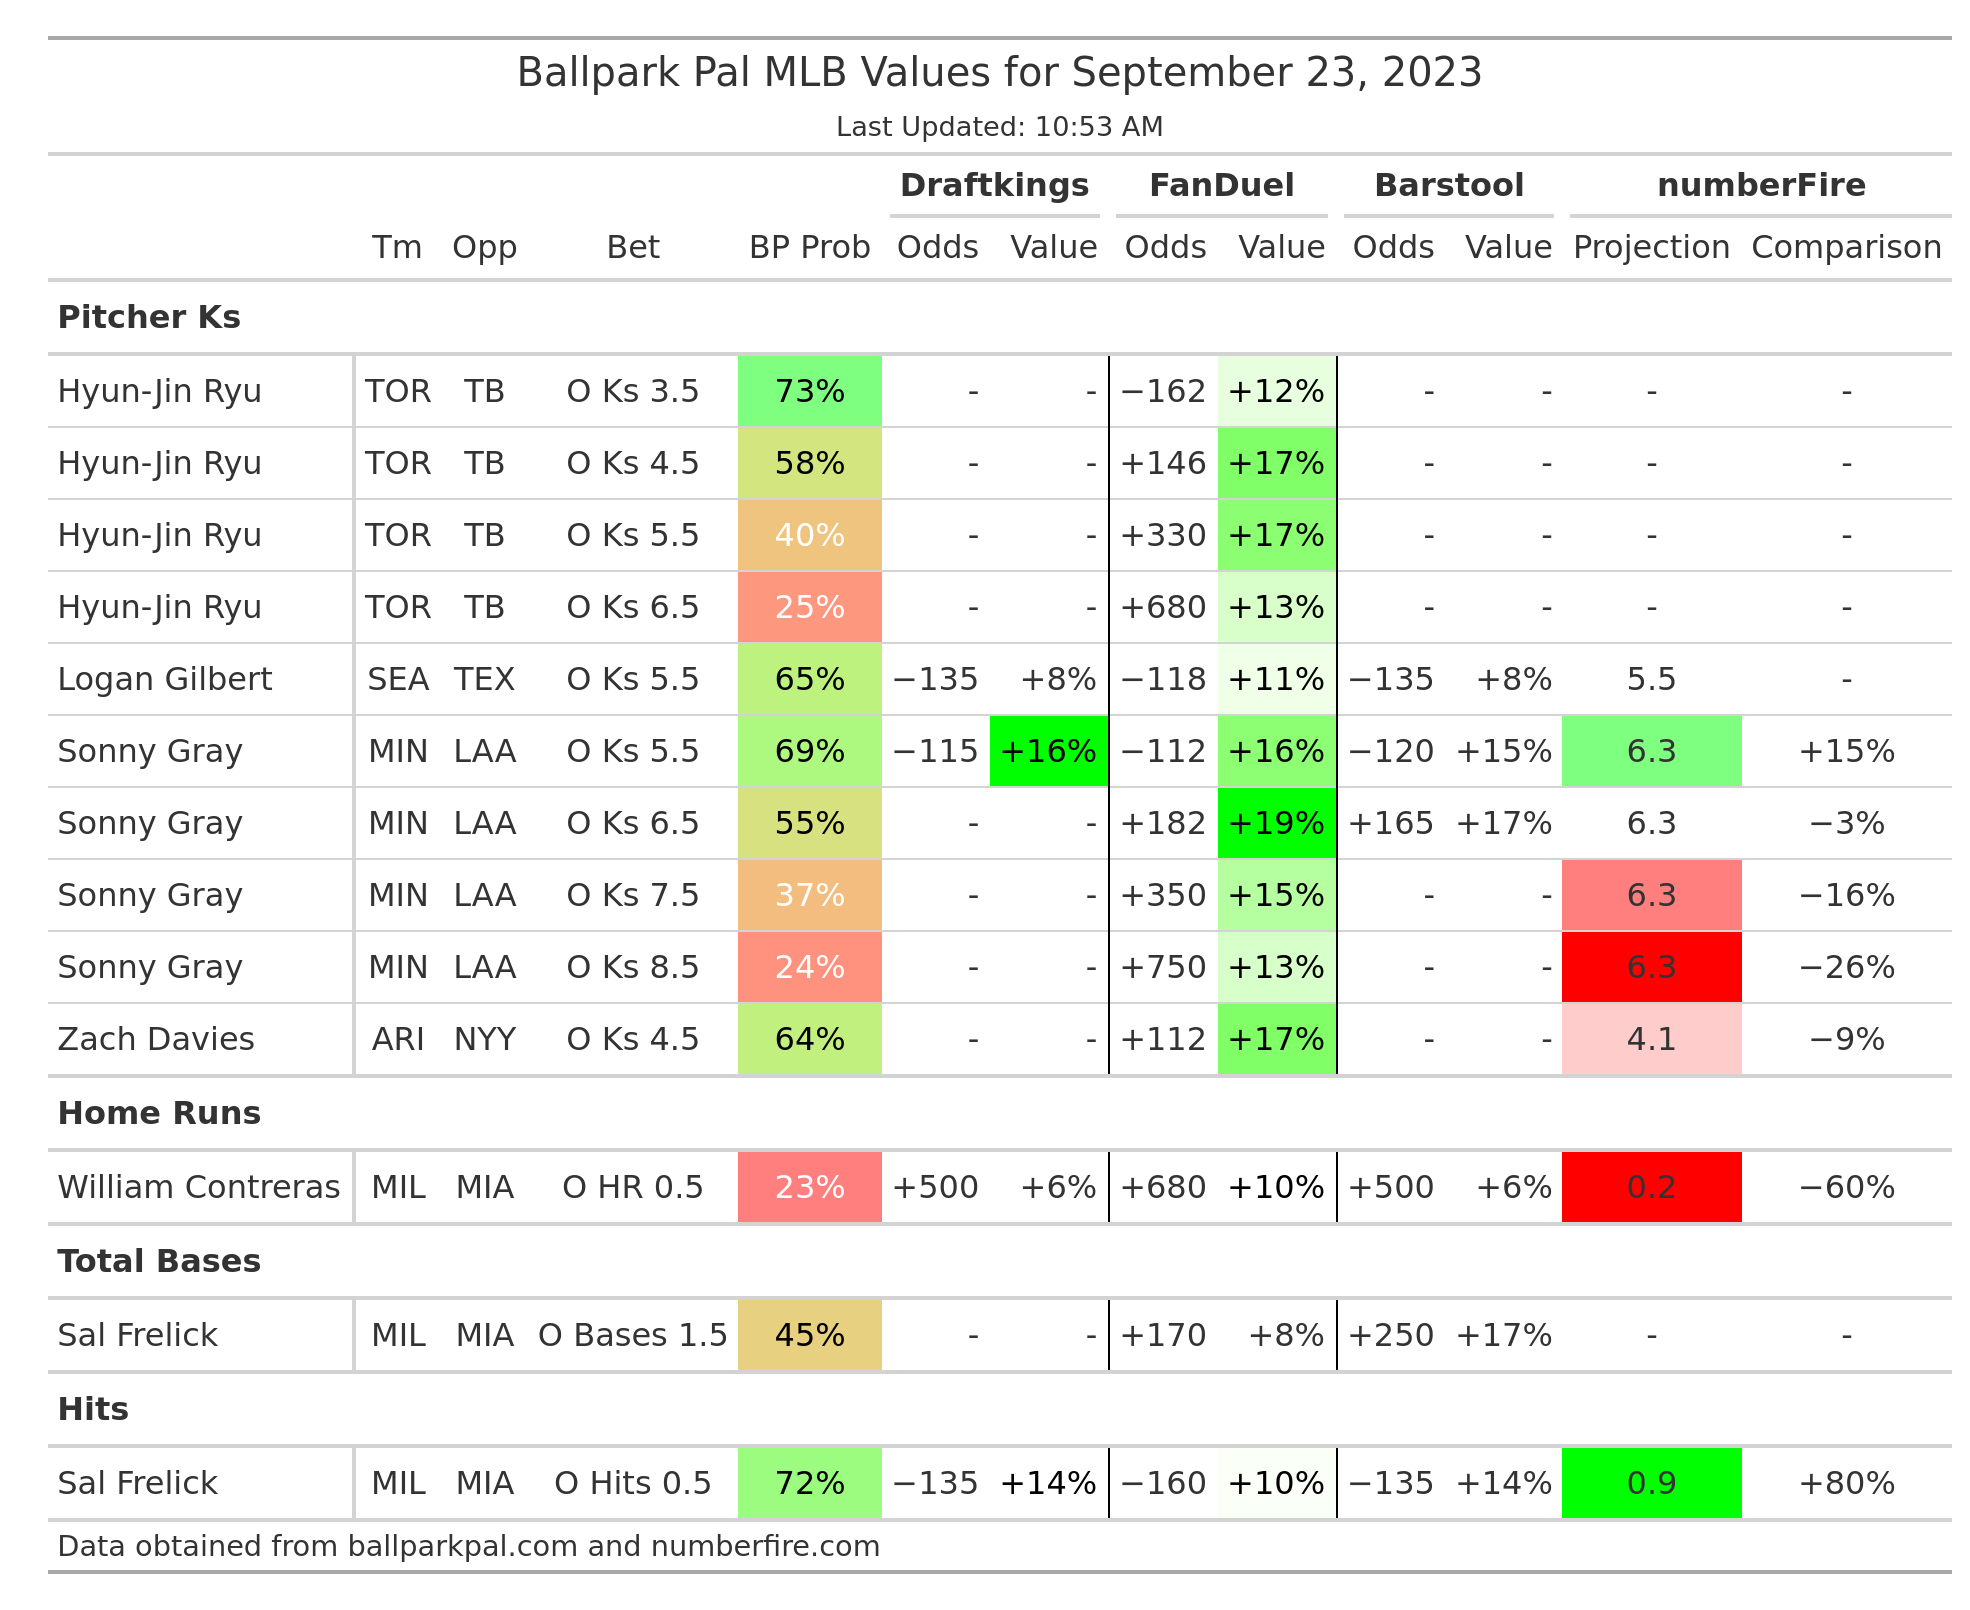 Ballpark Pal MLB Values for September 23, 2023
Last Updated: 10:53 AM
Draftkings FanDuel Barstool numberFire
Tm Opp Bet BP Prob Odds Value Odds Value Odds Value Projection Comparison
Pitcher Ks
Hyun-Jin Ryu TOR TB O Ks 3.5 73% - - −162 +12% - - - -
Hyun-Jin Ryu TOR TB O Ks 4.5 58% - - +146 +17% - - - -
Hyun-Jin Ryu TOR TB O Ks 5.5 40% - - +330 +17% - - - -
Hyun-Jin Ryu TOR TB O Ks 6.5 25% - - +680 +13% - - - -
Logan Gilbert SEA TEX O Ks 5.5 65% −135 +8% −118 +11% −135 +8% 5.5 -
Sonny Gray MIN LAA O Ks 5.5 69% −115 +16% −112 +16% −120 +15% 6.3 +15%
Sonny Gray MIN LAA O Ks 6.5 55% - - +182 +19% +165 +17% 6.3 −3%
Sonny Gray MIN LAA O Ks 7.5 37% - - +350 +15% - - 6.3 −16%
Sonny Gray MIN LAA O Ks 8.5 24% - - +750 +13% - - 6.3 −26%
Zach Davies ARI NYY O Ks 4.5 64% - - +112 +17% - - 4.1 −9%
Home Runs
William Contreras MIL MIA O HR 0.5 23% +500 +6% +680 +10% +500 +6% 0.2 −60%
Total Bases
Sal Frelick MIL MIA O Bases 1.5 45% - - +170 +8% +250 +17% - -
Hits
Sal Frelick MIL MIA O Hits 0.5 72% −135 +14% −160 +10% −135 +14% 0.9 +80%
Data obtained from ballparkpal.com and numberfire.com